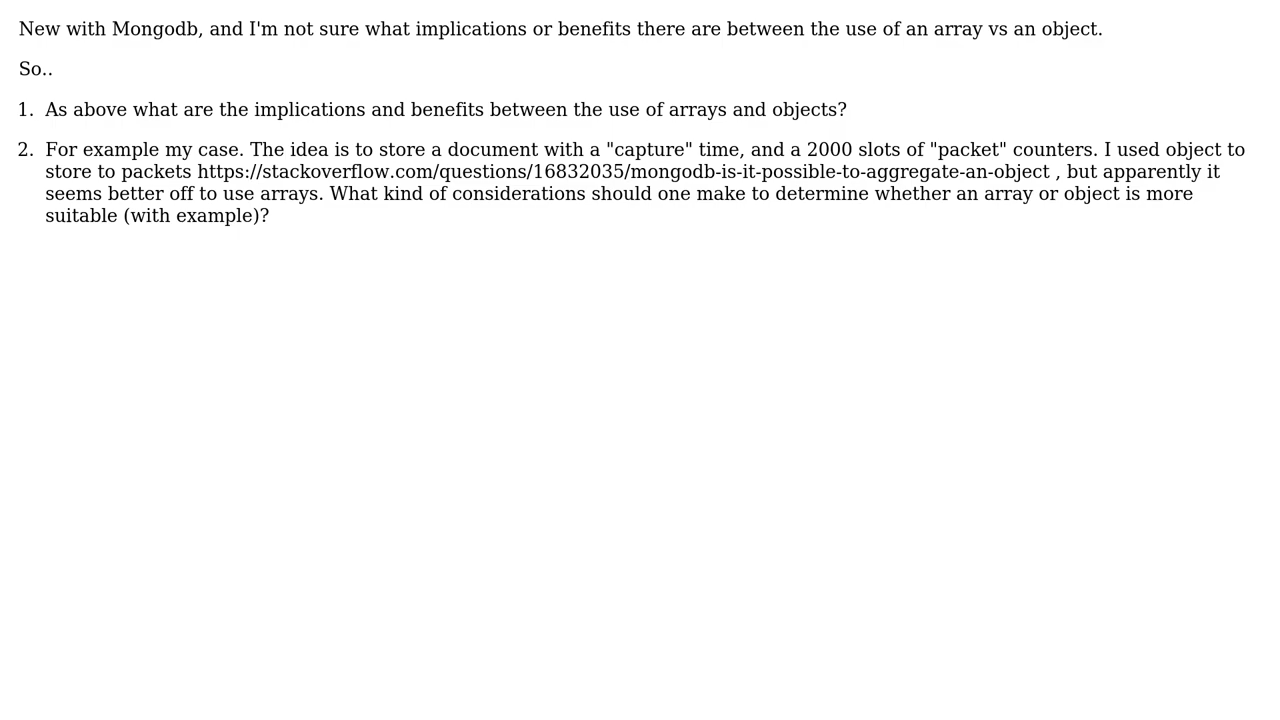 New with Mongodb, and I'm not sure what implications or benefits there are between the use of an array vs an object.
So..
1. As above what are the implications and benefits between the use of arrays and objects?
2. For example my case. The idea is to store a document with a "capture" time, and a 2000 slots of "packet" counters. I used object to
store to packets https://stackoverflow.com/questions/16832035/mongodb-is-it-possible-to-aggregate-an-object , but apparently it
seems better off to use arrays. What kind of considerations should one make to determine whether an array or object is more
suitable (with example)?